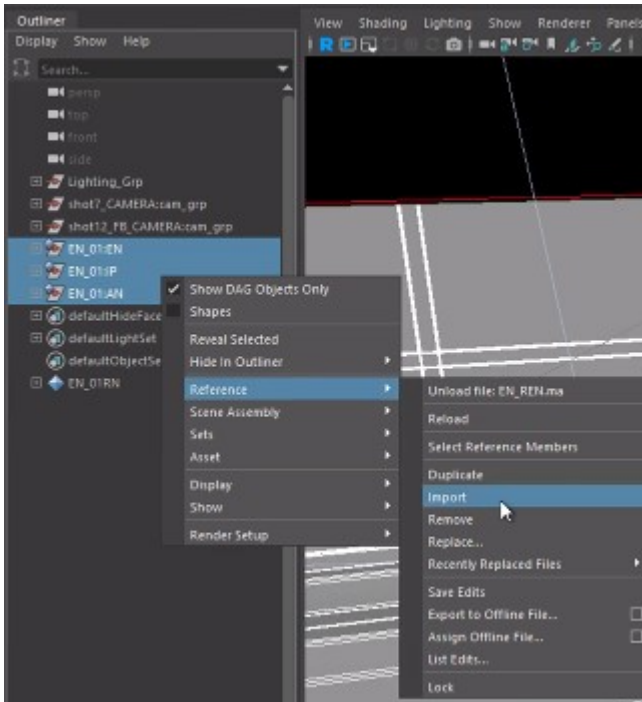 Outliner
Display Show Help
Search...
persp
top
front
side
Lighting_Grp
shot7_CAMERA:cam_grp
shot12_FB_CAMERA:cam_grp
EN_01:EN
EN_01:IP
EN_01:AN
defaultHideFace
defaultLightSet
defaultObjectSe
EN_01RN
View Shading Lighting Show Renderer Panels
Show DAG Objects Only
Shapes
Reveal Selected
Hide In Outliner
Reference
Scene Assembly
Sets
Asset
Display
Show
Render Setup
Unload file: EN_REN.ma
Reload
Select Reference Members
Duplicate
Import
Remove
Replace...
Recently Replaced Files
Save Edits
Export to Offline File...
Assign Offline File...
List Edits...
Lock